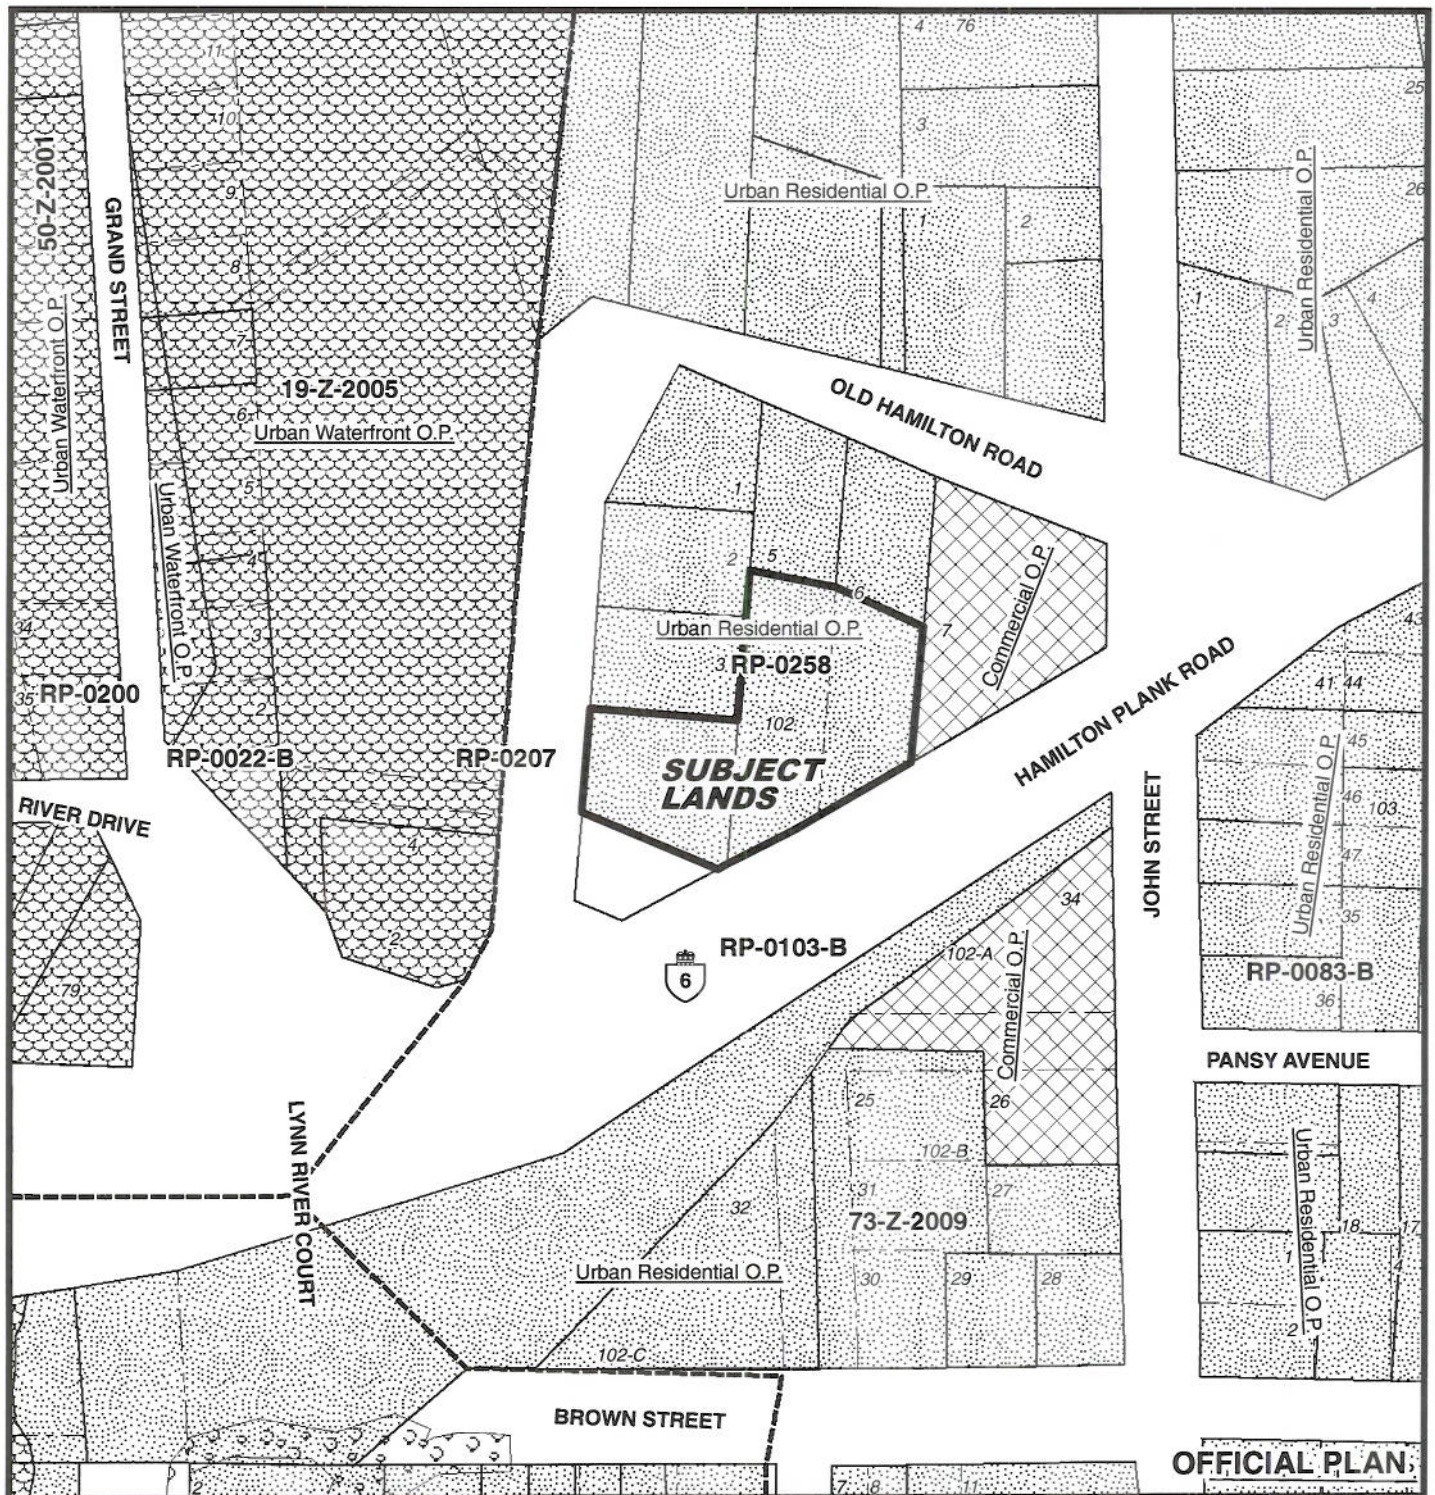 11
4 76
25
10
3
50-Z-2001
9
Urban Residential O.P.
Urban Residential O.P.
26
1
2
GRAND STREET
8
Urban Waterfront O.P.
1
2
3
4
7
19-Z-2005
6
Urban Waterfront O.P.
OLD HAMILTON ROAD
Urban Waterfront O.P.
5
1
4
2
5
6
Commercial O.P.
34
3
Urban Residential O.P.
7
43
3
RP-0258
HAMILTON PLANK ROAD
41 44
35
RP-0200
2
102
45
RP-0022-B
RP-0207
SUBJECT
LANDS
Urban Residential O.P.
46
103
RIVER DRIVE
4
JOHN STREET
47
34
35
2
RP-0103-B
102-A
Commercial O.P.
6
79
RP-0083-B
36
PANSY AVENUE
25
26
LYNN RIVER COURT
102-B
Urban Residential O.P.
31
27
32
73-Z-2009
18
17
1
4
Urban Residential O.P.
30
29
28
2
102-C
BROWN STREET
OFFICIAL PLAN
2
7
7
8
11